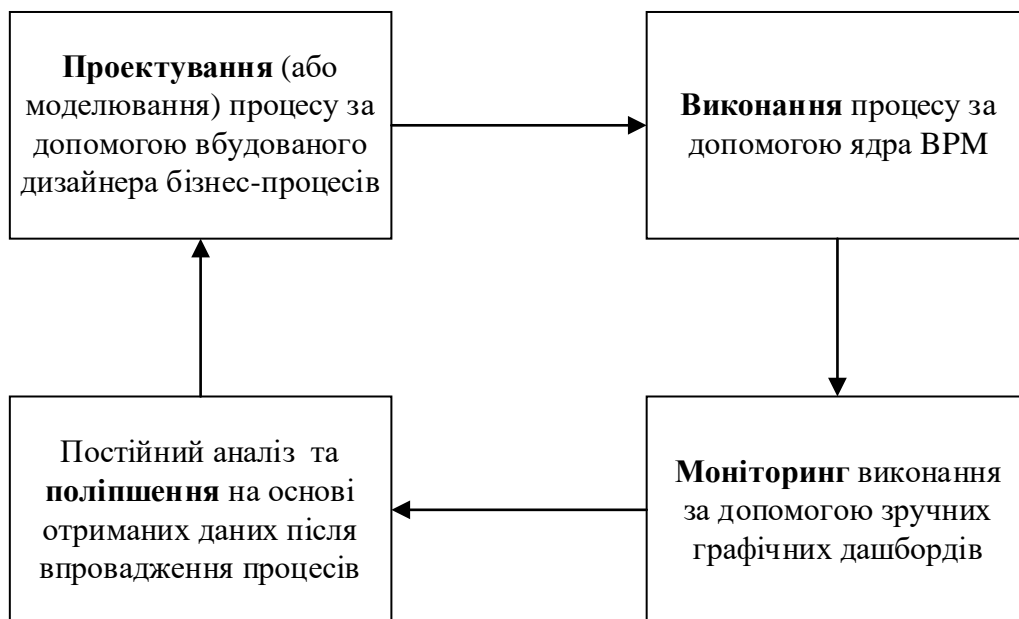 Проектування (або
моделювання) процесу за
допомогою вбудованого
дизайнера бізнес-процесів
Виконання процесу за
допомогою ядра BPM
Постійний аналіз та
поліпшення на основі
отриманих даних після
впровадження процесів
Моніторинг виконання
за допомогою зручних
графічних дашбордів